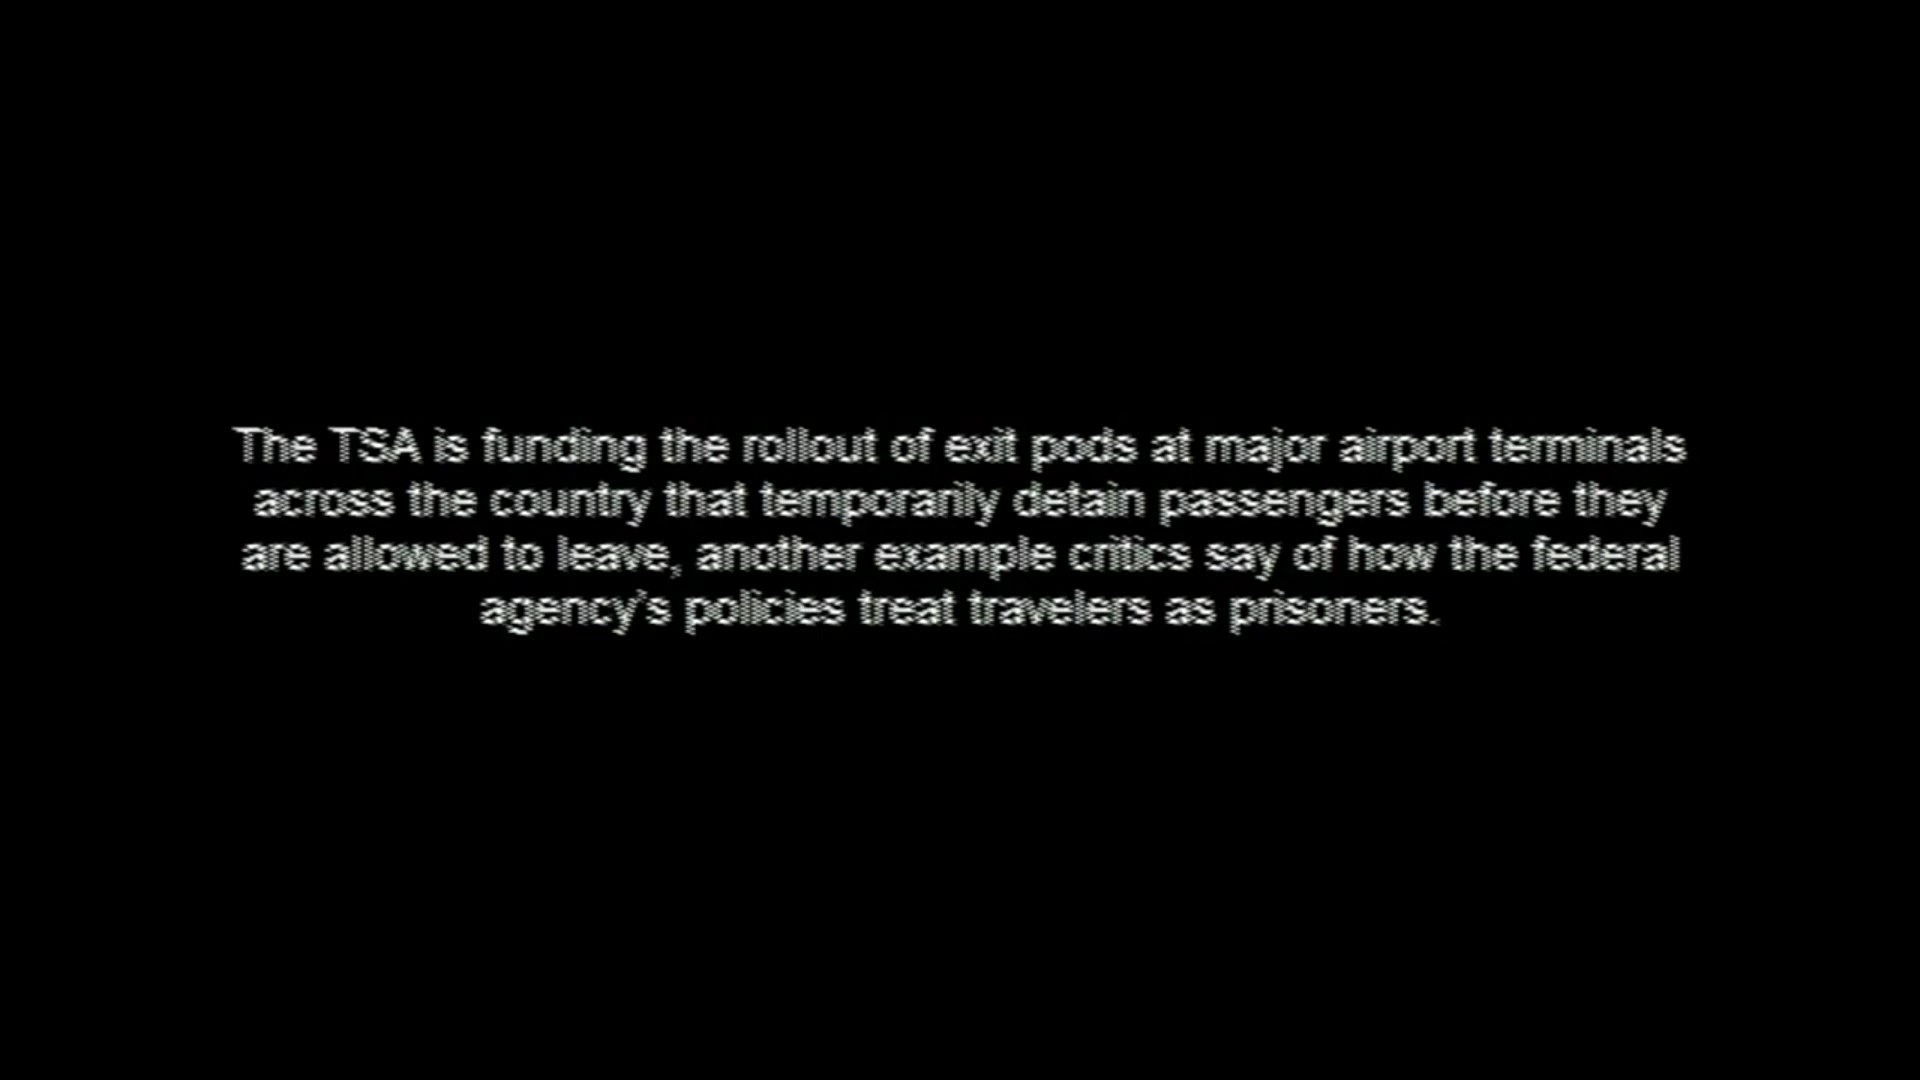 The TSA is funding the rollout of exit pods at major airport terminals
across the country that temporarily detain passengers before they
are allowed to leave, another example critics say of how the federal
agency's policies treat travelers as prisoners.